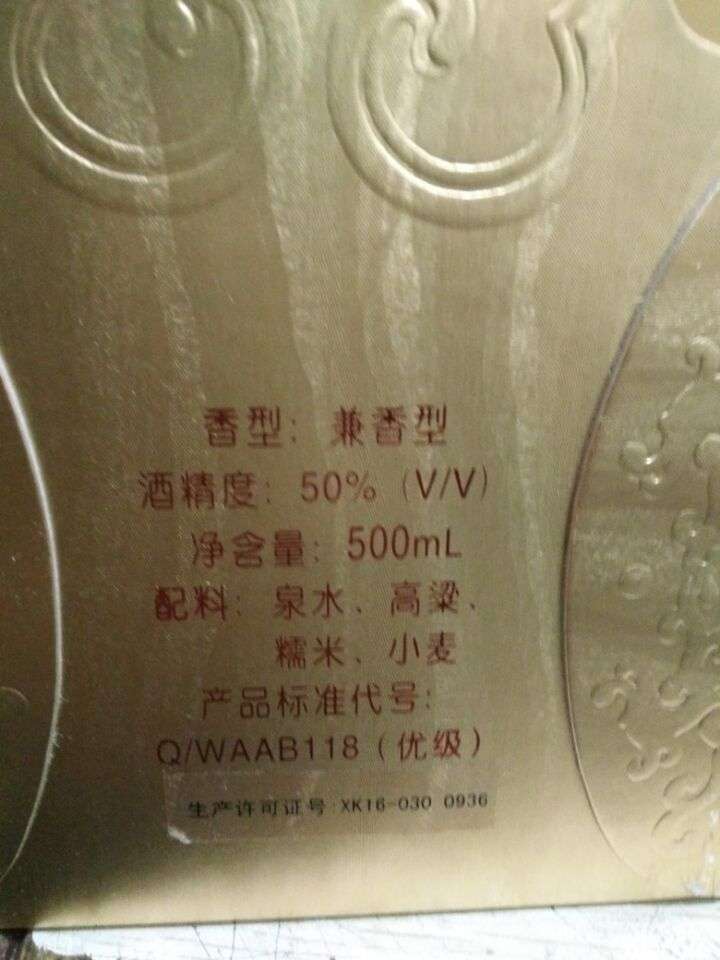 香型：兼香型
酒精度：50%（V/V）
净含量：500mL
配料：泉水、高粱、
糯米、小麦
产品标准代号：
Q/WAAB118（优级）
生产许可证号:XK16-030 0936